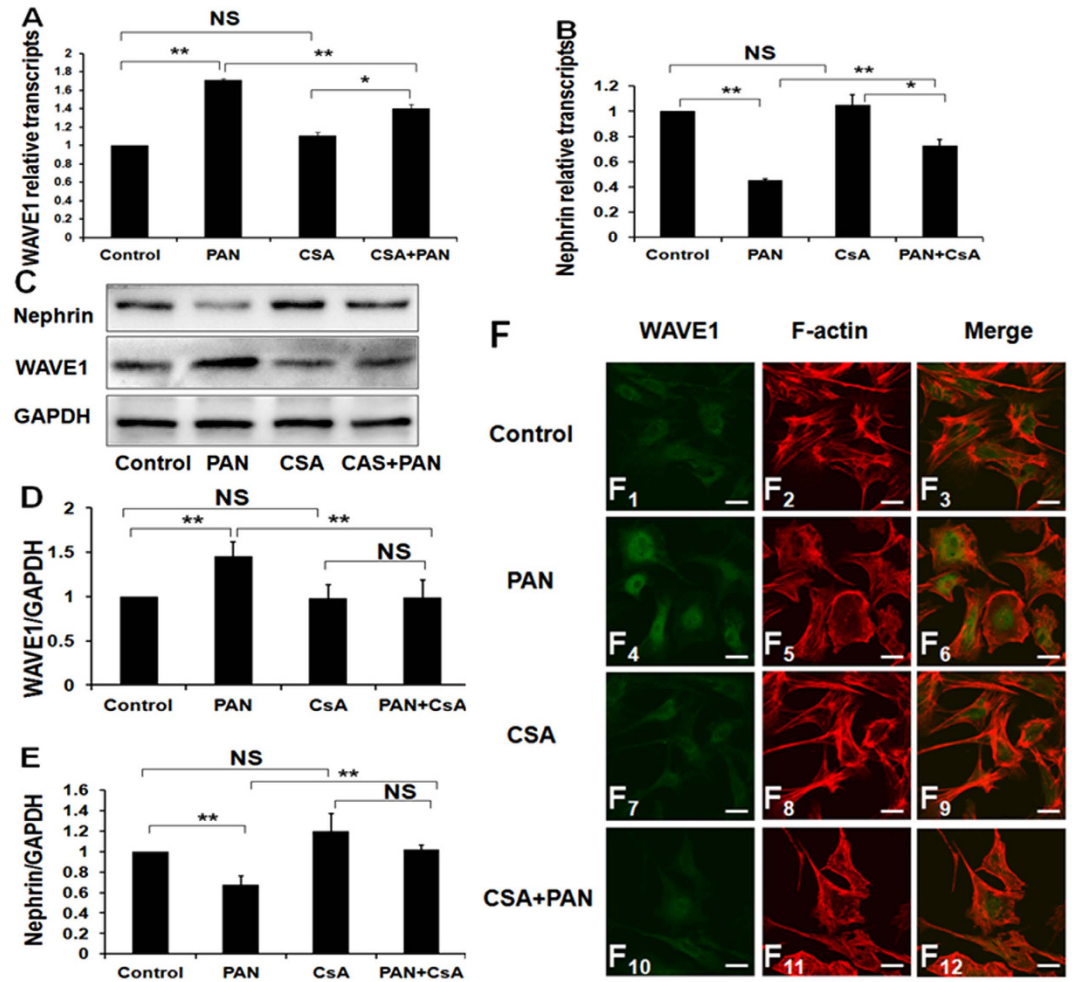 A
NS
**
**
*
WAVE1 relative transcripts
2
1.8
1.6
1.4
1.2
1
0.8
0.6
0.4
0.2
0
Control PAN CSA CSA+PAN
B
NS
**
**
*
Nephrin relative transcripts
1.2
1
0.8
0.6
0.4
0.2
0
Control PAN CsA PAN+CsA
C
Nephrin
WAVE1
GAPDH
Control PAN CSA CAS+PAN
D
NS
**
**
NS
WAVE1/GAPDH
2
1.5
1
0.5
0
Control PAN CsA PAN+CsA
E
NS
**
**
NS
Nephrin/GAPDH
1.6
1.4
1.2
1
0.8
0.6
0.4
0.2
0
Control PAN CsA PAN+CsA
F
WAVE1 F-actin Merge
Control
F1 F2 F3
PAN
F4 F5 F6
CSA
F7 F8 F9
CSA+PAN
F10 F11 F12